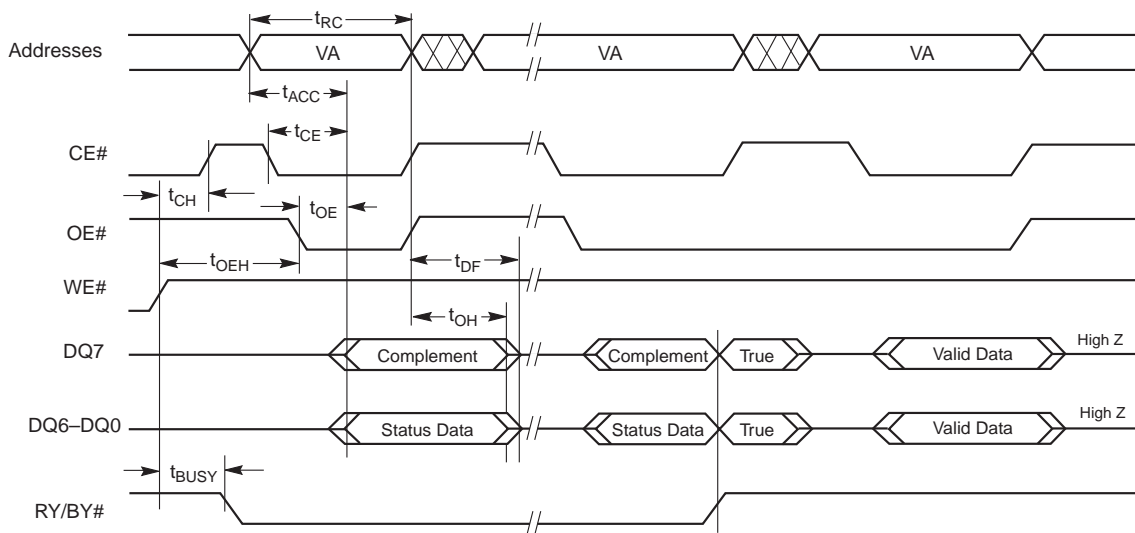 tRC
Addresses VA VA VA
tACC
tCE
CE#
tCH tOE
OE#
tOEH tDF
WE#
tOH
DQ7 Complement Complement True Valid Data High Z
DQ6–DQ0 Status Data Status Data True Valid Data High Z
tBUSY
RY/BY#